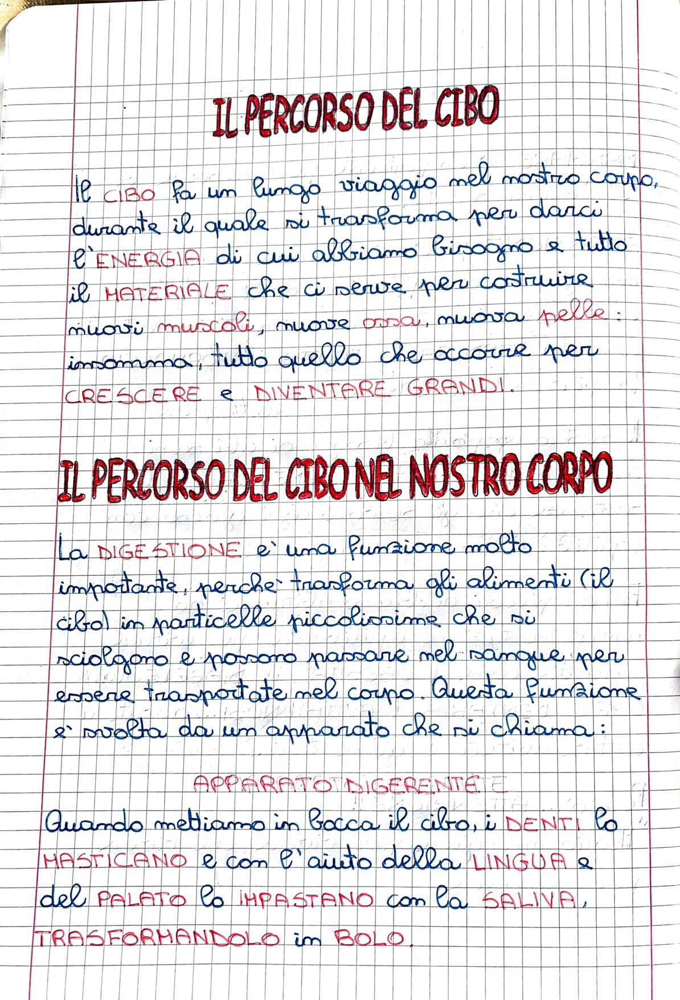 IL PERCORSO DEL CIBO
Il CIBO fa un lungo viaggio nel nostro corpo,
durante il quale si trasforma per darci
l'ENERGIA di cui abbiamo bisogno e tutto
il MATERIALE che ci serve per costruire
nuovi muscoli, nuove ossa, nuova pelle:
insomma, tutto quello che occorre per
CRESCERE e DIVENTARE GRANDI.
IL PERCORSO DEL CIBO NEL NOSTRO CORPO
La DIGESTIONE e' una funzione molto
importante, perche' trasforma gli alimenti (il
cibo) in particelle piccolissime che si
sciolgono e possono passare nel sangue per
essere trasportate nel corpo. Questa funzione
e' svolta da un apparato che si chiama:
APPARATO DIGERENTE
Quando mettiamo in bocca il cibo, i DENTI lo
MASTICANO e con l'aiuto della LINGUA e
del PALATO lo IMPASTANO con la SALIVA,
TRASFORMANDOLO in BOLO.